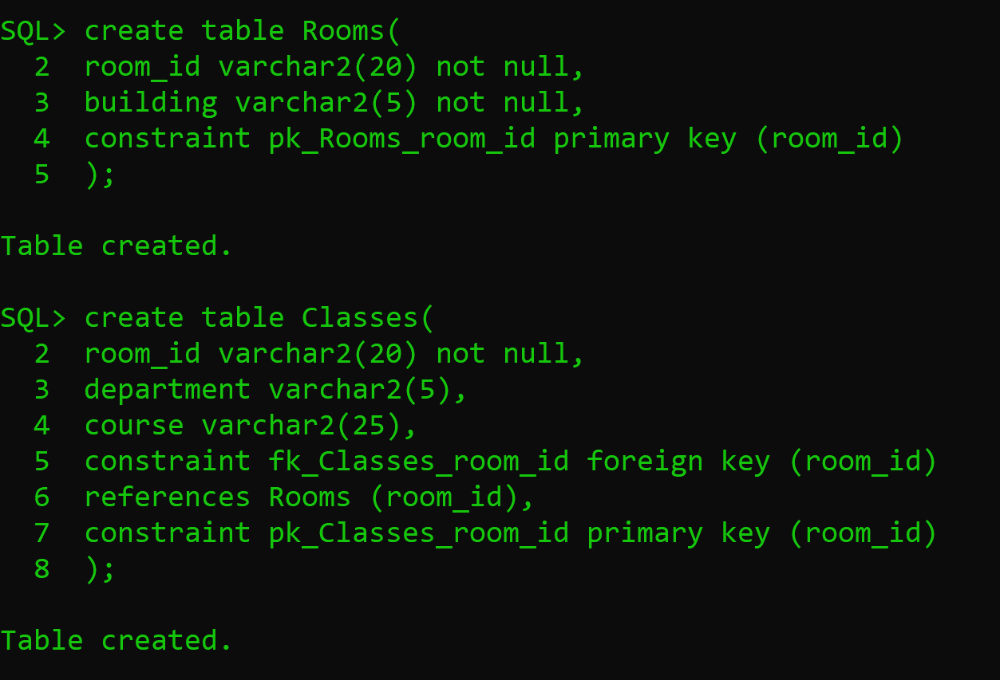 SQL> create table Rooms(
  2  room_id varchar2(20) not null,
  3  building varchar2(5) not null,
  4  constraint pk_Rooms_room_id primary key (room_id)
  5  );
Table created.
SQL> create table Classes(
  2  room_id varchar2(20) not null,
  3  department varchar2(5),
  4  course varchar2(25),
  5  constraint fk_Classes_room_id foreign key (room_id)
  6  references Rooms (room_id),
  7  constraint pk_Classes_room_id primary key (room_id)
  8  );
Table created.